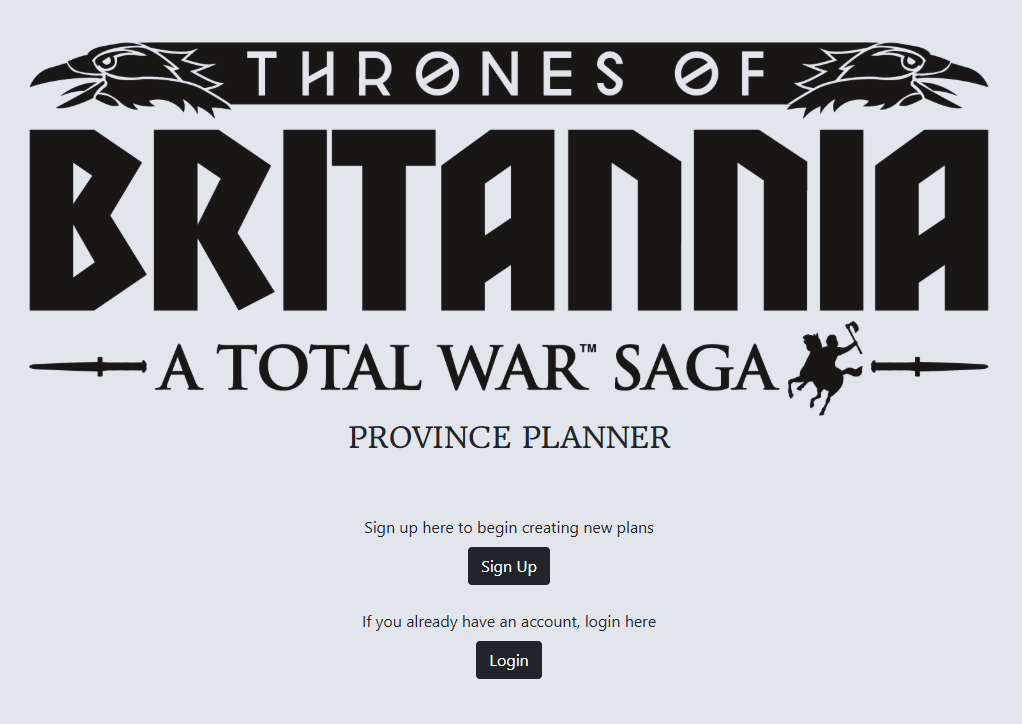 THRONES OF
BRITANNIA
A TOTAL WAR™ SAGA
PROVINCE PLANNER
Sign up here to begin creating new plans
Sign Up
If you already have an account, login here
Login